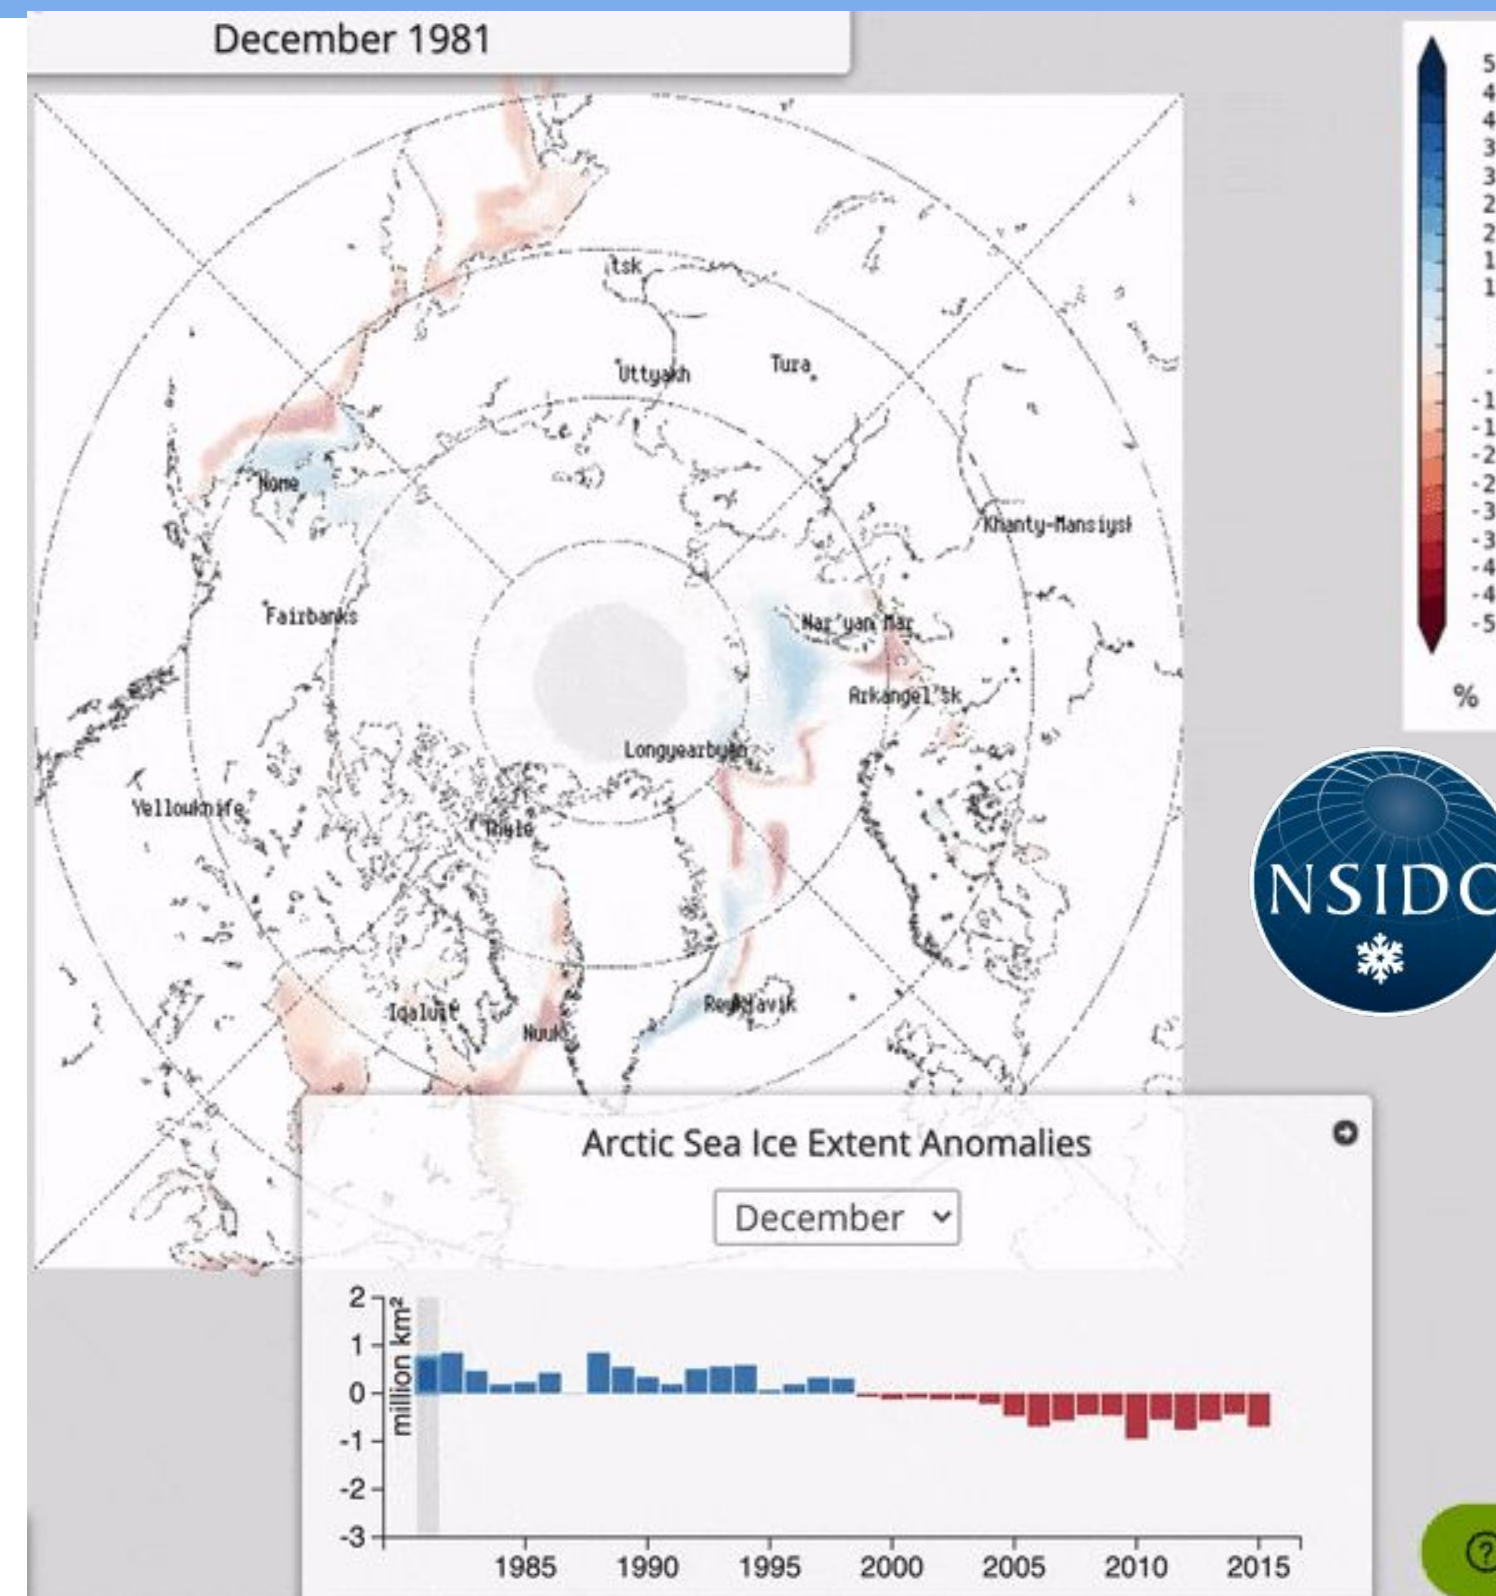 December 1981
5
4
4
3
3
2
2
1
1
-
-1
-1
-2
-2
-3
-3
-4
-4
-5
%
Uttyakh
Tura
Nome
Khanty-Mansiys
Fairbanks
Nar'yan Mar
Arkangel'sk
Longyearbyen
Yellowknife
Thule
Iqaluit
Nuuk
Reykjavik
NSIDC
Arctic Sea Ice Extent Anomalies
December
million km²
2
1
0
-1
-2
-3
1985 1990 1995 2000 2005 2010 2015
?